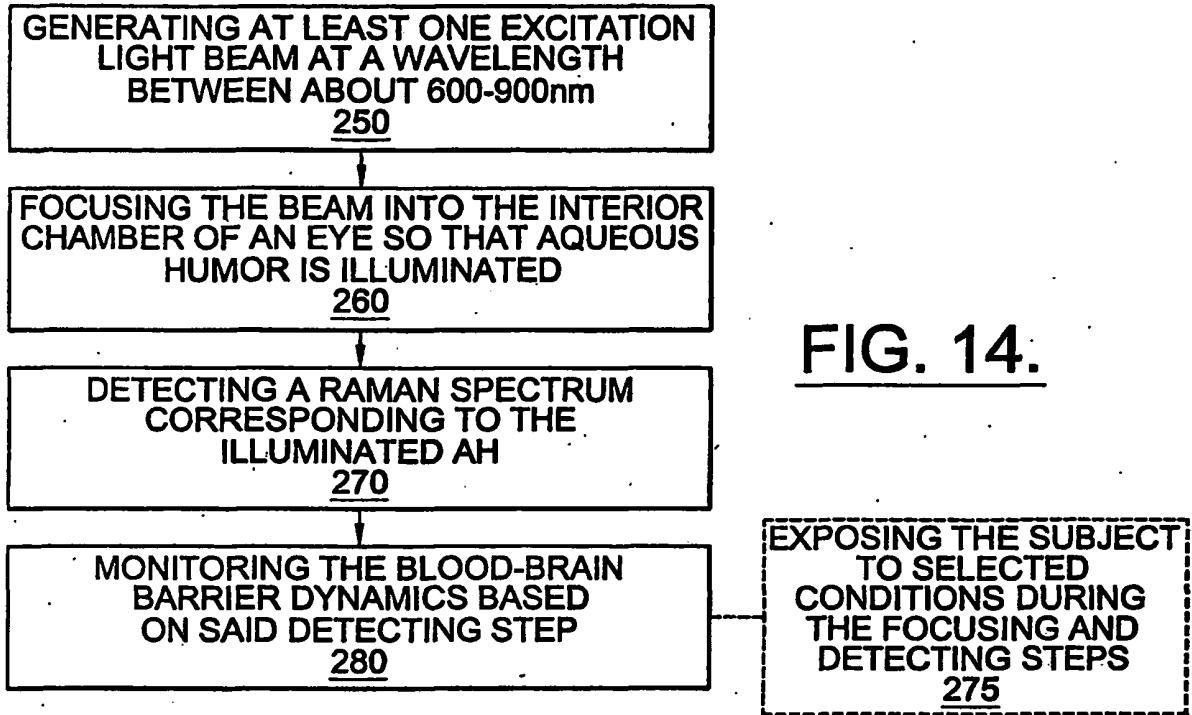 GENERATING AT LEAST ONE EXCITATION
LIGHT BEAM AT A WAVELENGTH
BETWEEN ABOUT 600-900nm
250
FOCUSING THE BEAM INTO THE INTERIOR
CHAMBER OF AN EYE SO THAT AQUEOUS
HUMOR IS ILLUMINATED
260
DETECTING A RAMAN SPECTRUM
CORRESPONDING TO THE
ILLUMINATED AH
270
MONITORING THE BLOOD-BRAIN
BARRIER DYNAMICS BASED
ON SAID DETECTING STEP
280
EXPOSING THE SUBJECT
TO SELECTED
CONDITIONS DURING
THE FOCUSING AND
DETECTING STEPS
275
FIG. 14.